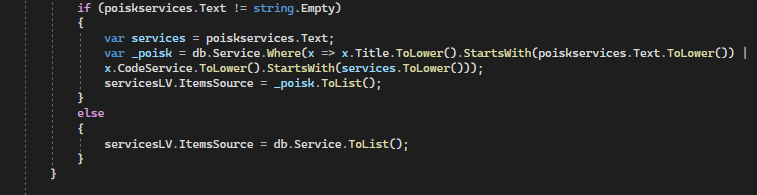 if (poiskservices.Text != string.Empty)
{
var services = poiskservices.Text;
var _poisk = db.Service.Where(x => x.Title.ToLower().StartsWith(poiskservices.Text.ToLower()) |
x.CodeService.ToLower().StartsWith(services.ToLower()));
servicesLV.ItemsSource = _poisk.ToList();
}
else
{
servicesLV.ItemsSource = db.Service.ToList();
}
}